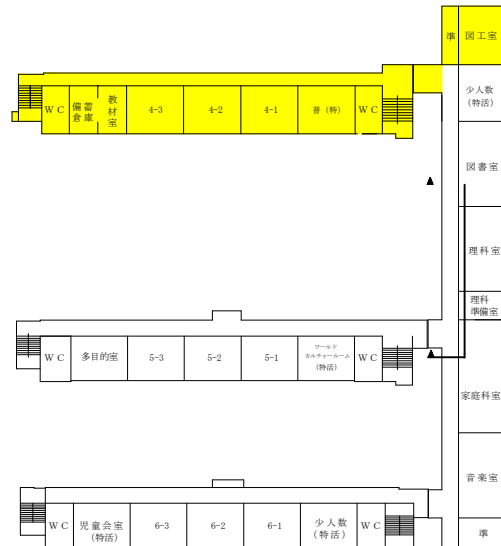 準
図工室
少人数
(特活)
図書室
理科室
理科
準備室
家庭科室
音楽室
準
WC
備蓄
倉庫
教材室
4-3
4-2
4-1
普(特)
WC
WC
多目的室
5-3
5-2
5-1
ワールド
カルチャールーム
(特活)
WC
WC
児童会室
(特活)
6-3
6-2
6-1
少人数
(特活)
WC